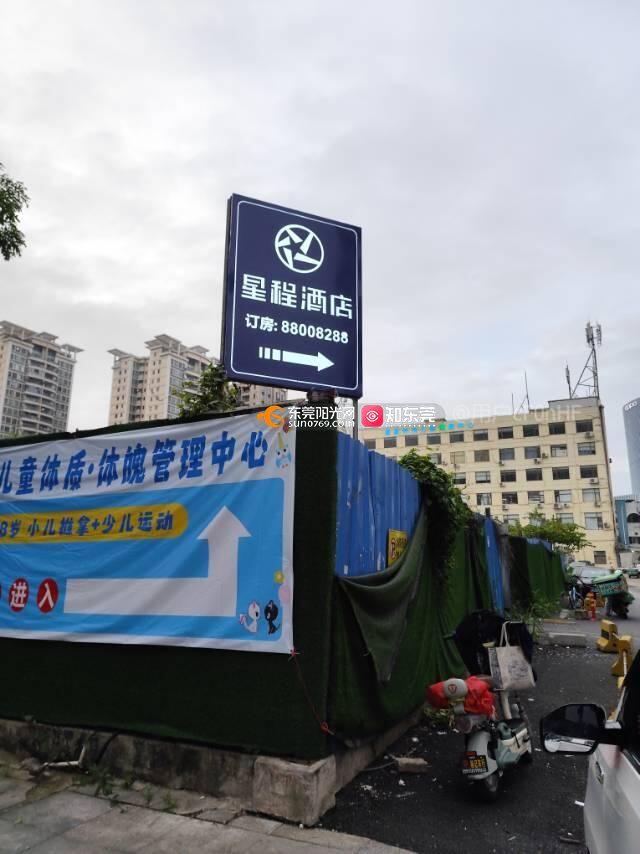 星程酒店
订房: 88008288
东莞阳光网
sun0769.com
知东莞
儿童体质·体魄管理中心
8岁 小儿推拿+少儿运动
进入